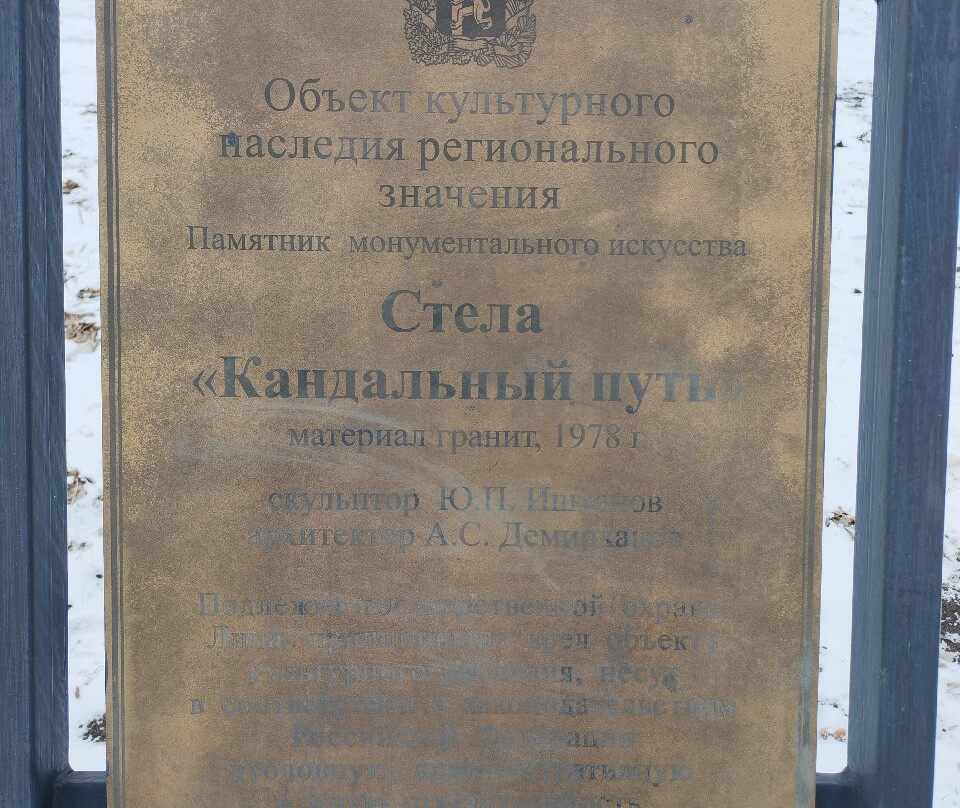 Объект культурного
наследия регионального
значения
Памятник монументального искусства
Стела
«Кандальный путь»
материал гранит, 1978 г
скульптор Ю.П. Ишханов
архитектор А.С. Демирханов
Подлежит государственной охране
Лица, причинившие вред объекту
культурного наследия, несут
в соответствии с законодательством
Российской Федерации
уголовную, административную